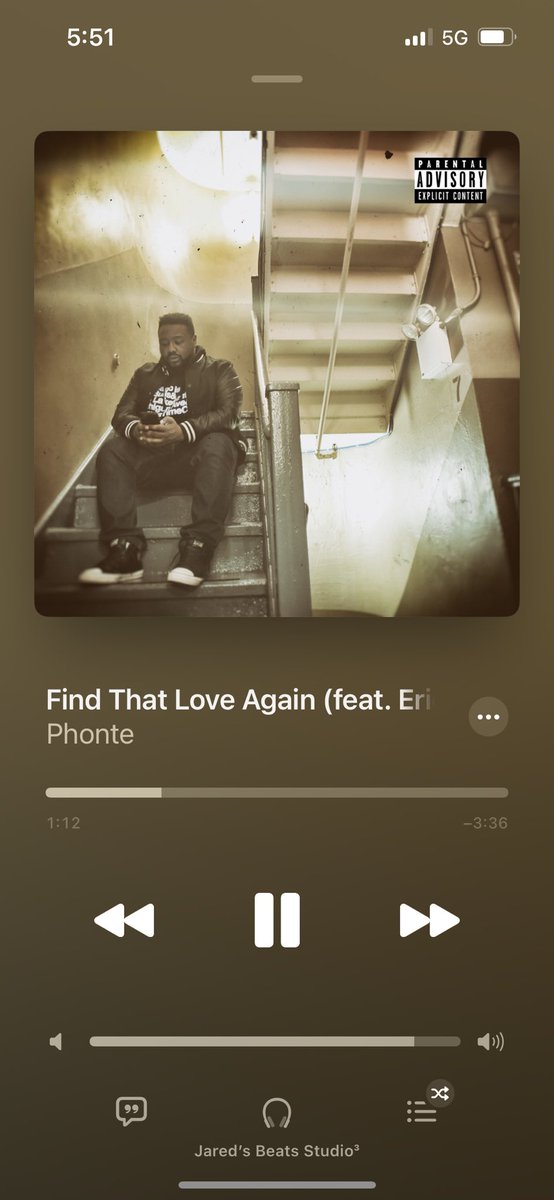 5:51
5G
PARENTAL
ADVISORY
EXPLICIT CONTENT
7
Find That Love Again (feat. Eri
Phonte
1:12
−3:36
Jared’s Beats Studio³